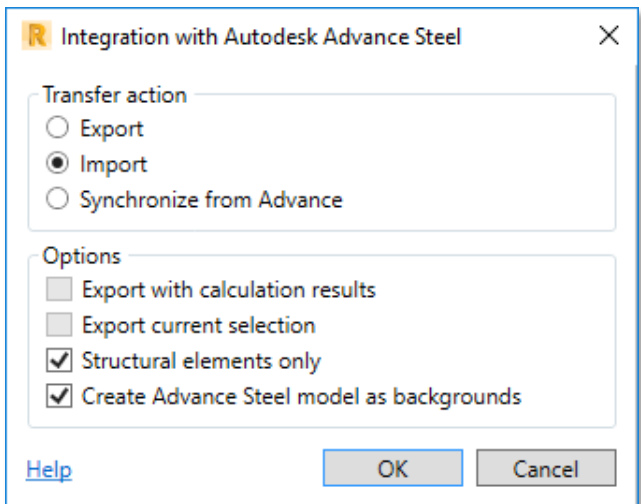 R Integration with Autodesk Advance Steel
Transfer action
Export
Import
Synchronize from Advance
Options
Export with calculation results
Export current selection
Structural elements only
Create Advance Steel model as backgrounds
Help OK Cancel